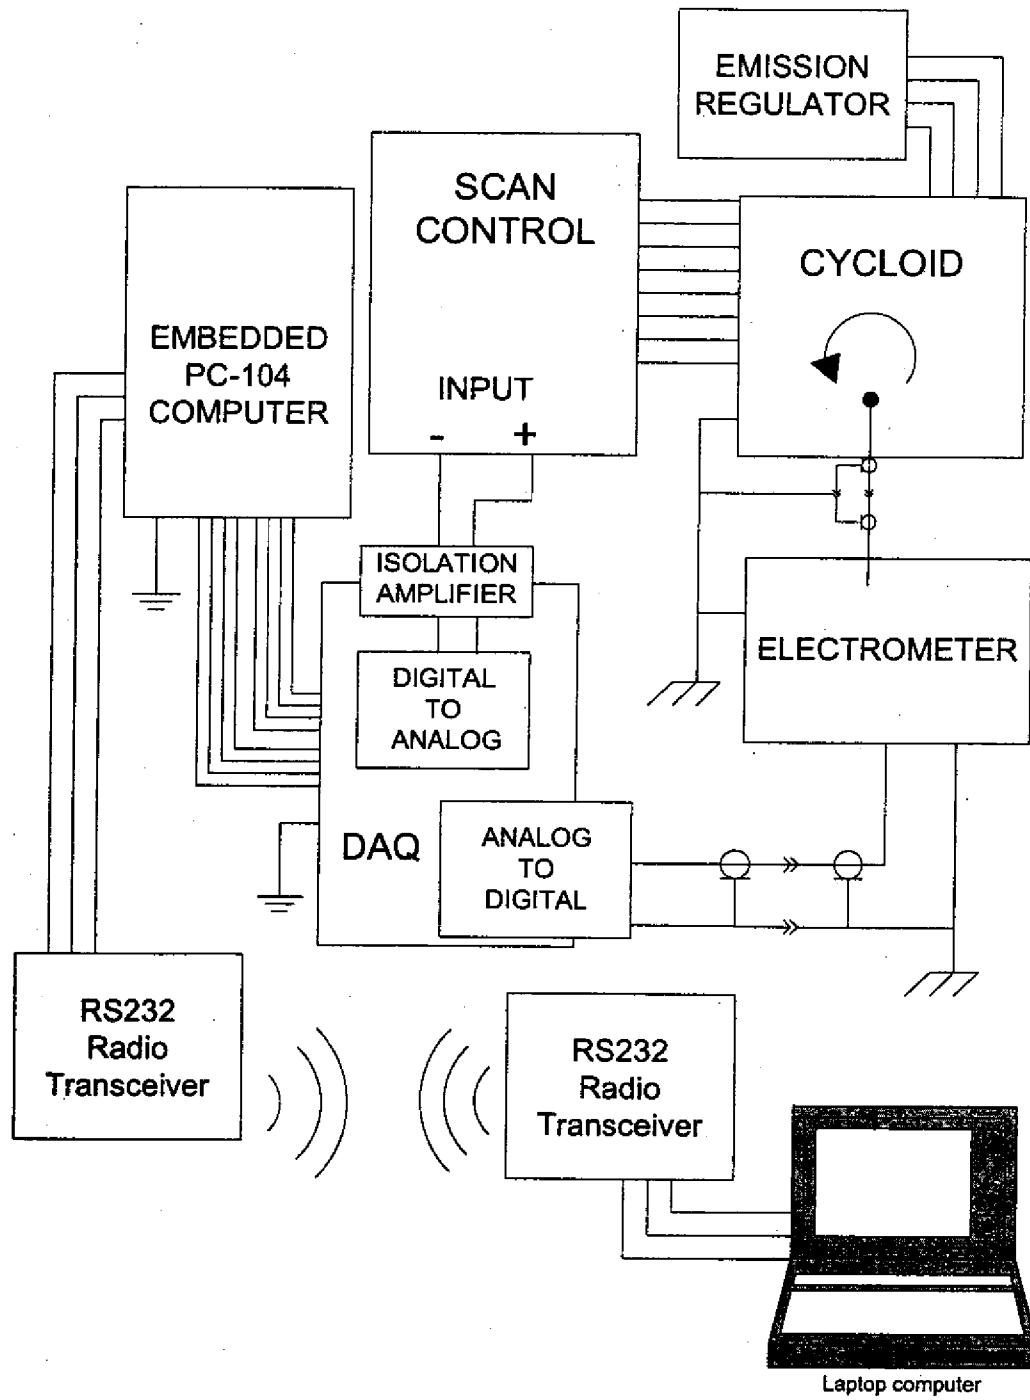 EMISSION
REGULATOR
SCAN
CONTROL
INPUT
- +
CYCLOID
EMBEDDED
PC-104
COMPUTER
ISOLATION
AMPLIFIER
DIGITAL
TO
ANALOG
ELECTROMETER
DAQ
ANALOG
TO
DIGITAL
RS232
Radio
Transceiver
RS232
Radio
Transceiver
Laptop computer